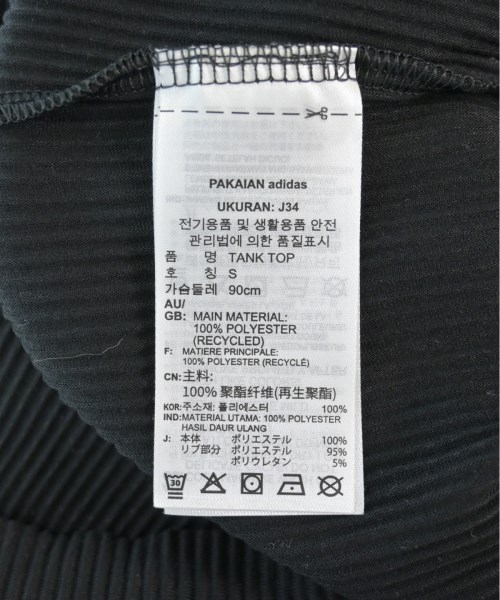 PAKAIAN adidas
UKURAN: J34
전기용품 및 생활용품 안전
관리법에 의한 품질표시
품 명 TANK TOP
호 칭 S
가슴둘레 90cm
AU/
GB: MAIN MATERIAL:
100% POLYESTER
(RECYCLED)
F: MATIERE PRINCIPALE:
100% POLYESTER (RECYCLÉ)
CN: 主料:
100% 聚酯纤维(再生聚酯)
KOR: 주소재: 폴리에스터 100%
IND: MATERIAL UTAMA: 100% POLYESTER
HASIL DAUR ULANG
J: 本体 ポリエステル 100%
リブ部分 ポリエステル 95%
ポリウレタン 5%
30